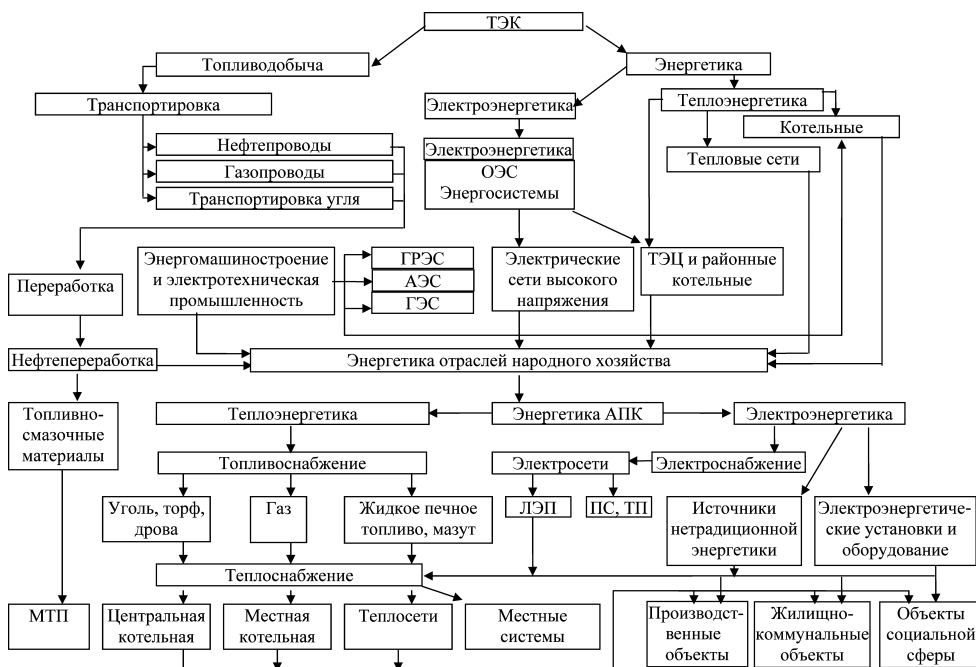 ТЭК
Топливодобыча
Энергетика
Транспортировка
Электроэнергетика
Теплоэнергетика
Котельные
Нефтепроводы
Электроэнергетика
Тепловые сети
Газопроводы
ОЭС
Энергосистемы
Транспортировка угля
Энергомашиностроение
и электротехническая
промышленность
ГРЭС
АЭС
ГЭС
Электрические
сети высокого
напряжения
ТЭЦ и районные
котельные
Переработка
Нефтепереработка
Энергетика отраслей народного хозяйства
Топливно-
смазочные
материалы
Теплоэнергетика
Энергетика АПК
Электроэнергетика
Топливоснабжение
Электросети
Электроснабжение
Уголь, торф,
дрова
Газ
Жидкое печное
топливо, мазут
ЛЭП
ПС, ТП
Источники
нетрадиционной
энергетики
Электроэнергетиче-
ские установки и
оборудование
Теплоснабжение
МТП
Центральная
котельная
Местная
котельная
Теплосети
Местные
системы
Производст-
венные
объекты
Жилищно-
коммунальные
объекты
Объекты
социальной
сферы